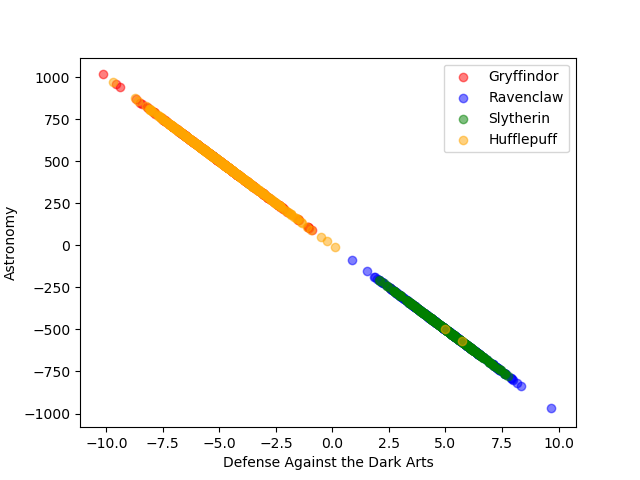 Gryffindor
Ravenclaw
Slytherin
Hufflepuff
1000
750
500
250
0
−250
−500
−750
−1000
Astronomy
−10.0 −7.5 −5.0 −2.5 0.0 2.5 5.0 7.5 10.0
Defense Against the Dark Arts